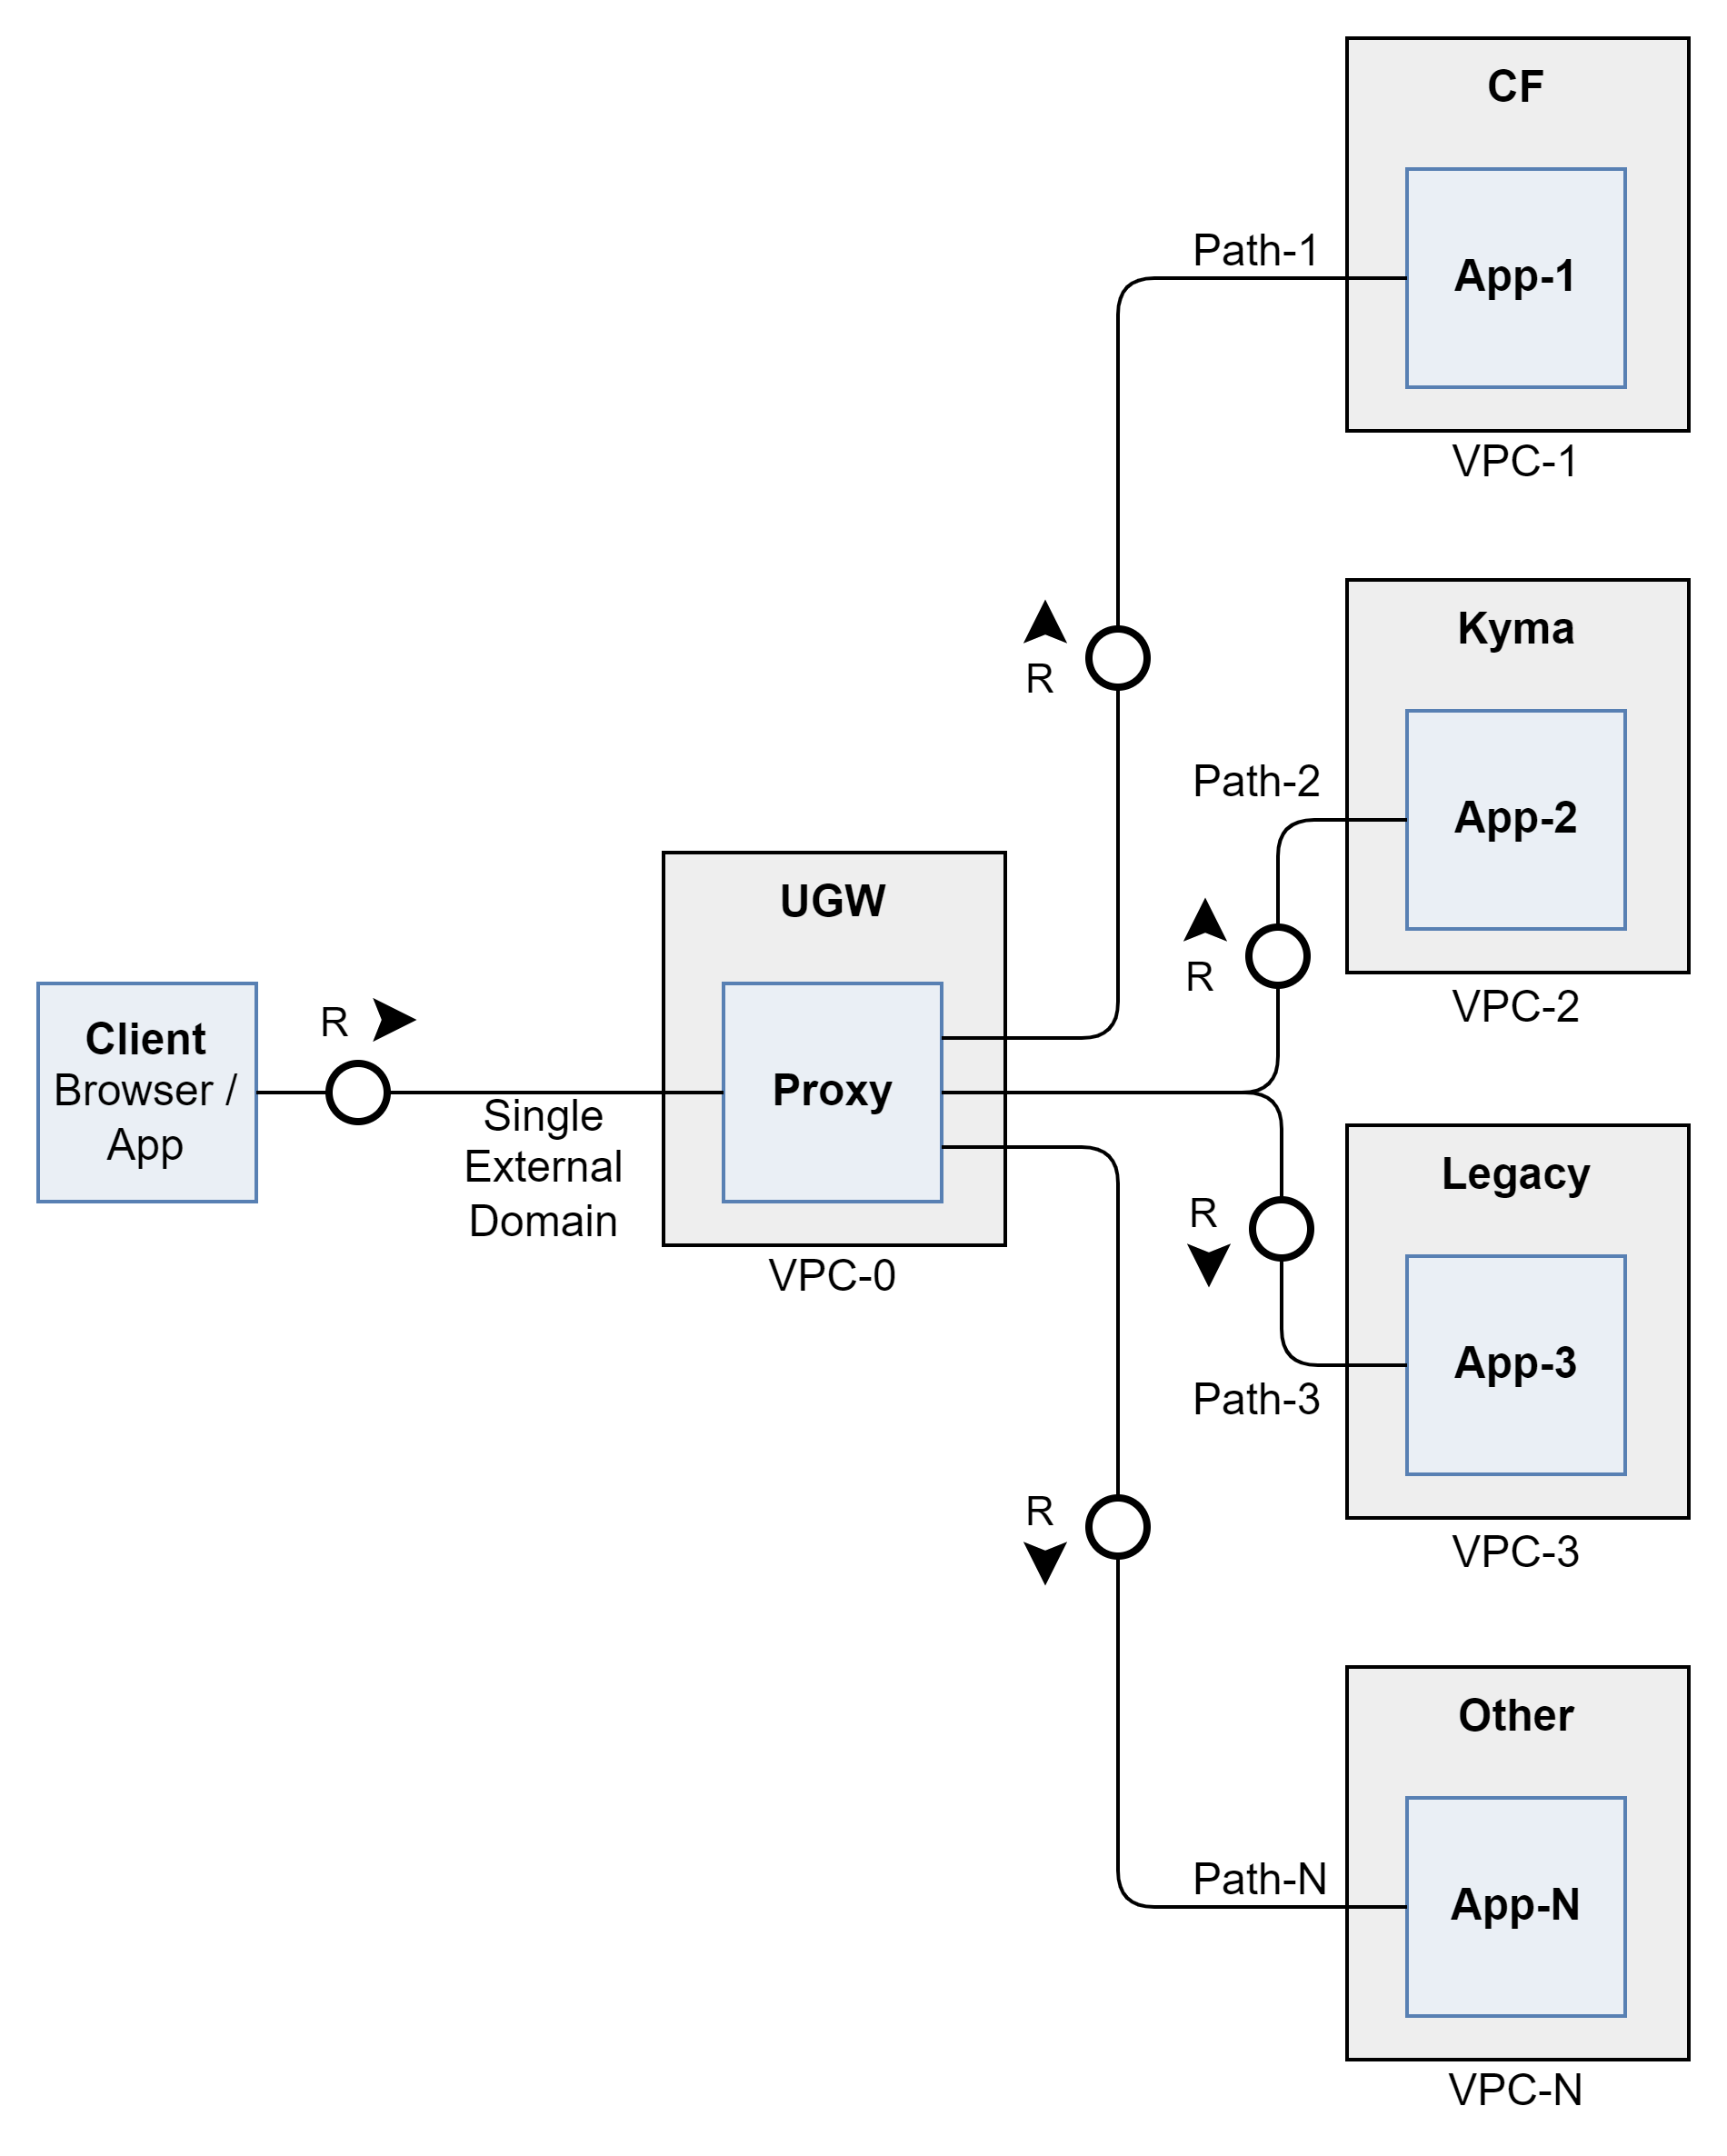 CF
App-1
Path-1
VPC-1
Kyma
App-2
Path-2
VPC-2
R
R
UGW
Proxy
VPC-0
Client
Browser /
App
R
Single
External
Domain
Legacy
App-3
Path-3
VPC-3
R
R
Other
App-N
Path-N
VPC-N